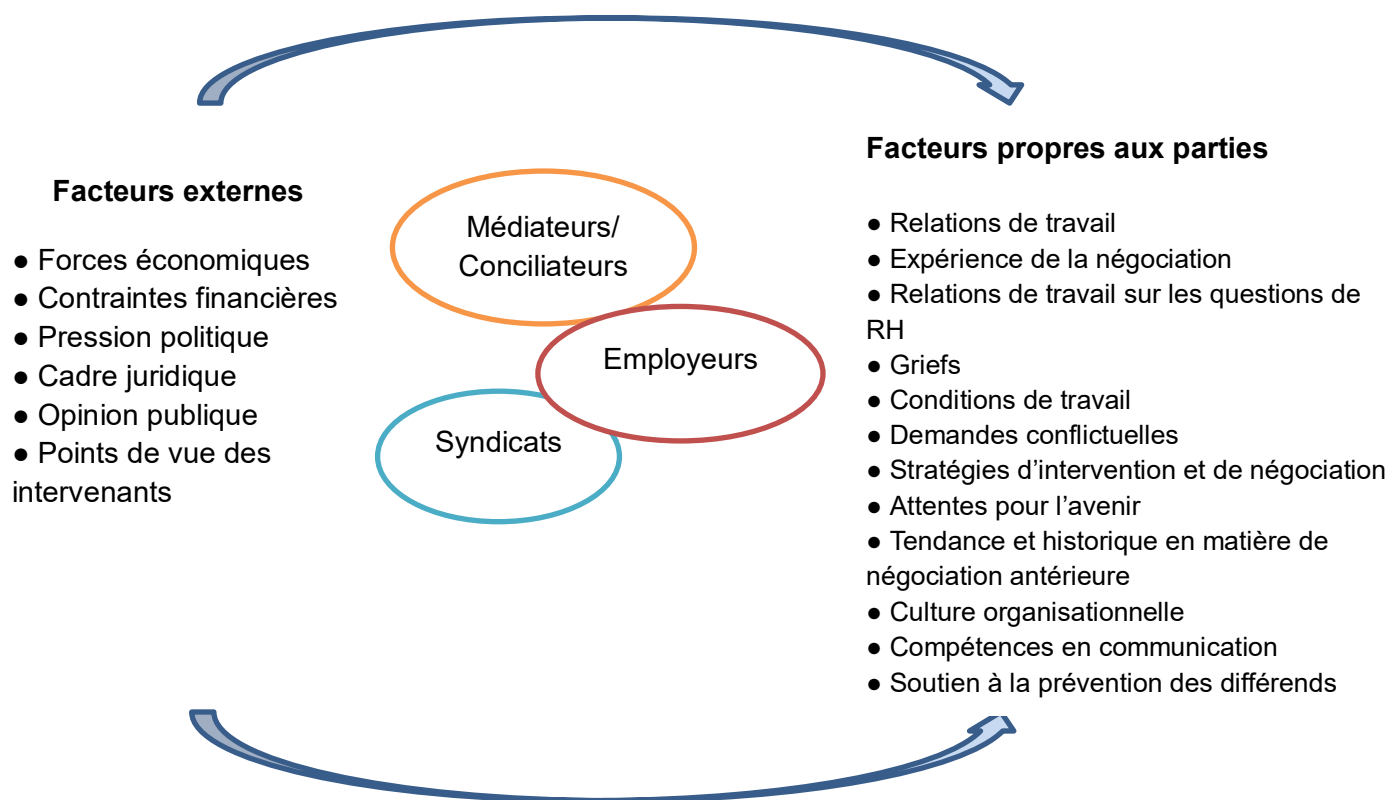 Facteurs externes
● Forces économiques
● Contraintes financières
● Pression politique
● Cadre juridique
● Opinion publique
● Points de vue des
intervenants
Médiateurs/
Conciliateurs
Employeurs
Syndicats
Facteurs propres aux parties
● Relations de travail
● Expérience de la négociation
● Relations de travail sur les questions de
RH
● Griefs
● Conditions de travail
● Demandes conflictuelles
● Stratégies d’intervention et de négociation
● Attentes pour l’avenir
● Tendance et historique en matière de
négociation antérieure
● Culture organisationnelle
● Compétences en communication
● Soutien à la prévention des différends